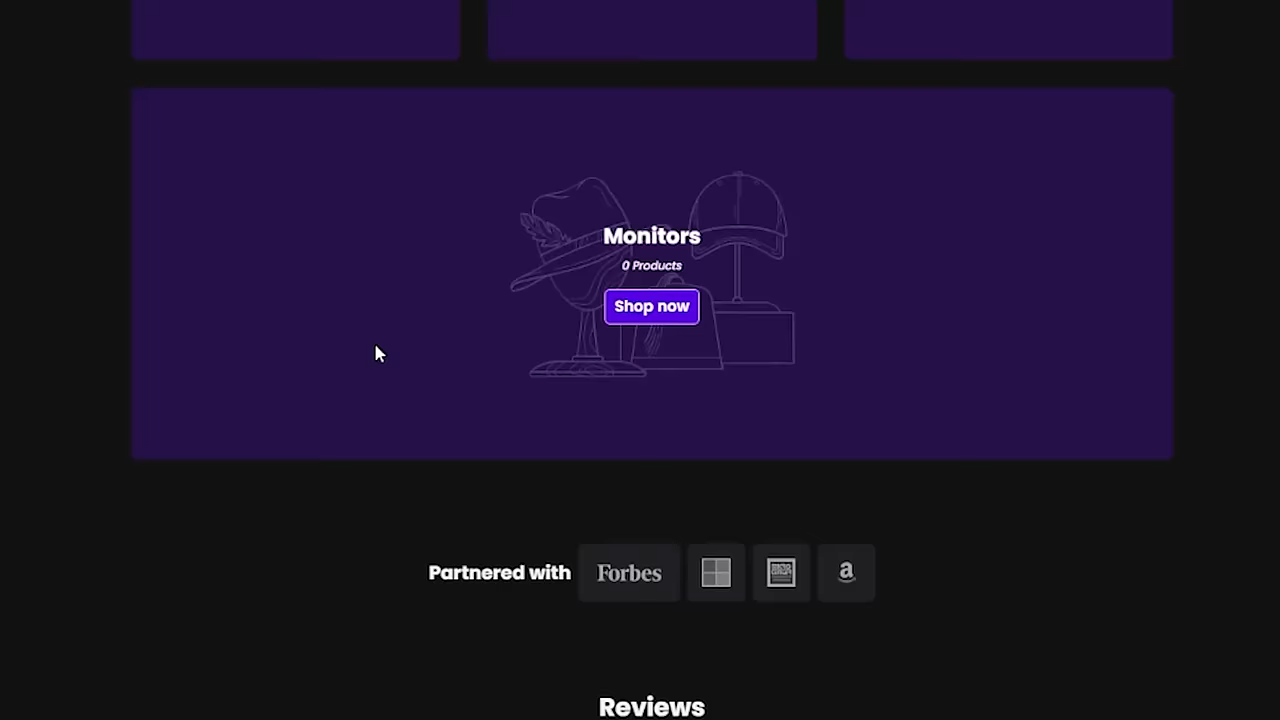 Monitors
0 Products
Shop now
Partnered with
Forbes
a
Reviews